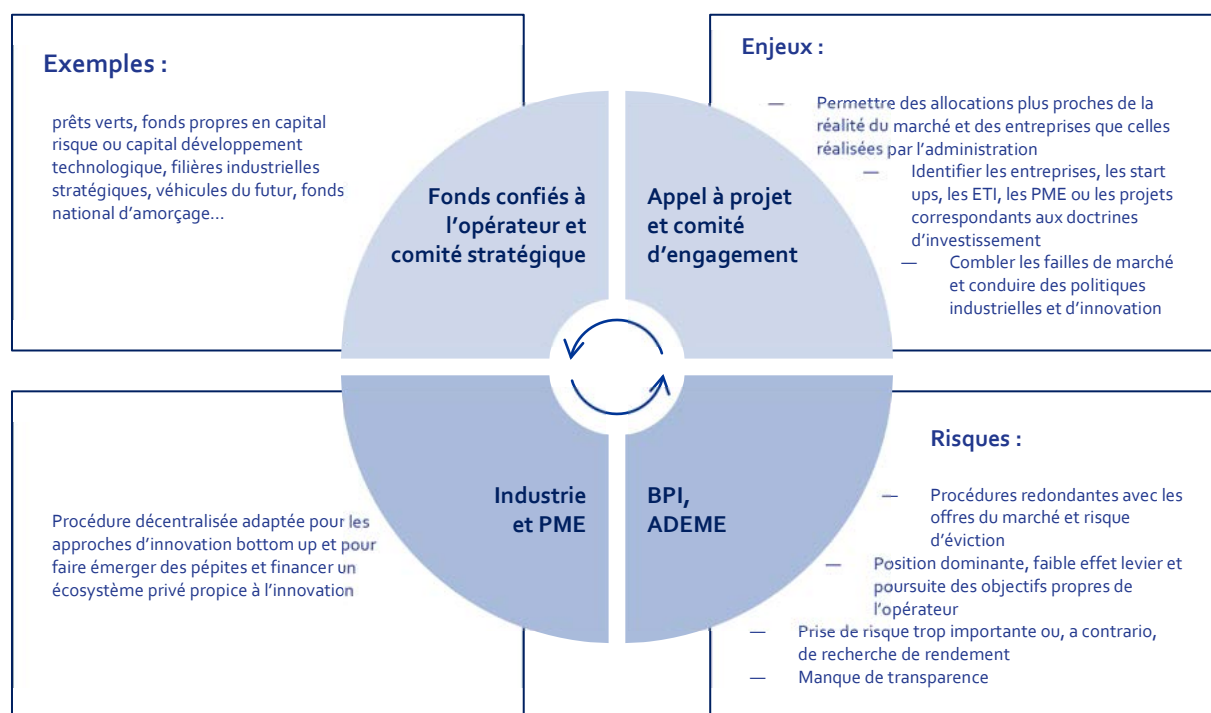 Exemples :
prêts verts, fonds propres en capital
risque ou capital développement
technologique, filières industrielles
stratégiques, véhicules du futur, fonds
national d’amorçage…
Fonds confiés à
l’opérateur et
comité stratégique
Appel à projet
et comité
d’engagement
Enjeux :
— Permettre des allocations plus proches de la
réalité du marché et des entreprises que celles
réalisées par l’administration
— Identifier les entreprises, les start
ups, les ETI, les PME ou les projets
correspondants aux doctrines
d’investissement
— Combler les failles de marché
et conduire des politiques
industrielles et d’innovation
Procédure décentralisée adaptée pour les
approches d’innovation bottom up et pour
faire émerger des pépites et financer un
écosystème privé propice à l’innovation
Industrie
et PME
BPI,
ADEME
Risques :
— Procédures redondantes avec les
offres du marché et risque
d’éviction
— Position dominante, faible effet levier et
poursuite des objectifs propres de
l’opérateur
— Prise de risque trop importante ou, a contrario,
de recherche de rendement
— Manque de transparence